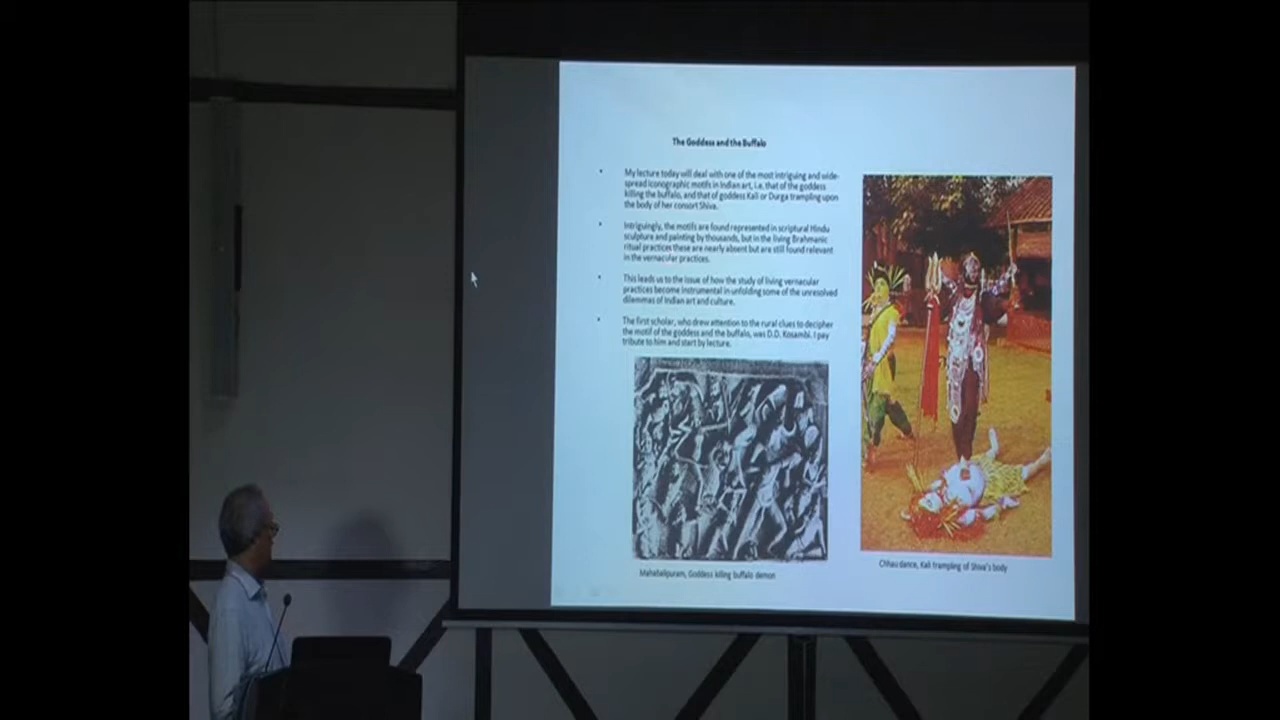 The Goddess and the Buffalo
• My lecture today will deal with one of the most intriguing and wide-
spread iconographic motifs in Indian art, i.e. that of the goddess
killing the buffalo, and that of goddess Kali or Durga trampling upon
the body of her consort Shiva.
• Intriguingly, the motifs are found represented in scriptural Hindu
sculpture and painting by thousands, but in the living Brahmanic
ritual practices these are nearly absent but are still found relevant
in the vernacular practices.
• This leads us to the issue of how the study of living vernacular
practices become instrumental in unfolding some of the unresolved
dilemmas of Indian art and culture.
• The first scholar, who drew attention to the rural clues to decipher
the motif of the goddess and the buffalo, was D.D. Kosambi. I pay
tribute to him and start by lecture.
Mahabalipuram, Goddess killing buffalo demon
Chhau dance, Kali trampling of Shiva's body